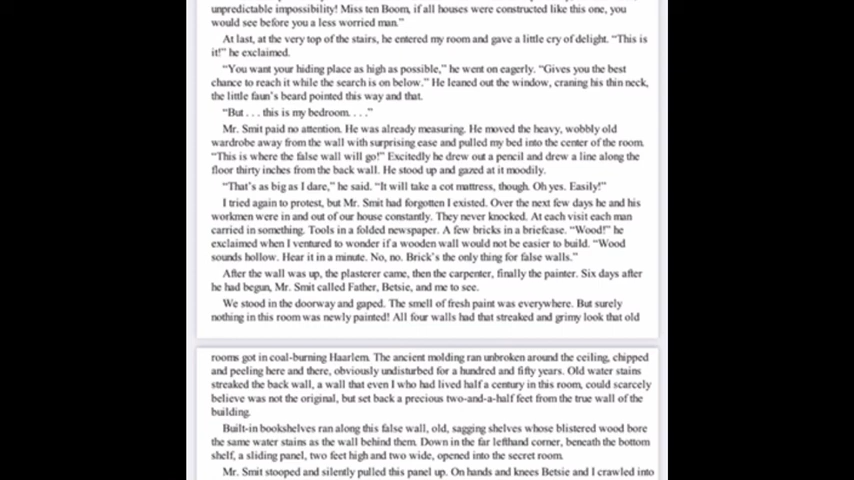 unpredictable impossibility! Miss ten Boom, if all houses were constructed like this one, you
would see before you a less worried man.”
At last, at the very top of the stairs, he entered my room and gave a little cry of delight. “This is
it!” he exclaimed.
“You want your hiding place as high as possible,” he went on eagerly. “Gives you the best
chance to reach it while the search is on below.” He leaned out the window, craning his thin neck,
the little faun’s beard pointed this way and that.
“But . . . this is my bedroom. . . .”
Mr. Smit paid no attention. He was already measuring. He moved the heavy, wobbly old
wardrobe away from the wall with surprising ease and pulled my bed into the center of the room.
“This is where the false wall will go!” Excitedly he drew out a pencil and drew a line along the
floor thirty inches from the back wall. He stood up and gazed at it moodily.
“That’s as big as I dare,” he said. “It will take a cot mattress, though. Oh yes. Easily!”
I tried again to protest, but Mr. Smit had forgotten I existed. Over the next few days he and his
workmen were in and out of our house constantly. They never knocked. At each visit each man
carried in something. Tools in a folded newspaper. A few bricks in a briefcase. “Wood!” he
exclaimed when I ventured to wonder if a wooden wall would not be easier to build. “Wood
sounds hollow. Hear it in a minute. No, no. Brick’s the only thing for false walls.”
After the wall was up, the plasterer came, then the carpenter, finally the painter. Six days after
he had begun, Mr. Smit called Father, Betsie, and me to see.
We stood in the doorway and gaped. The smell of fresh paint was everywhere. But surely
nothing in this room was newly painted! All four walls had that streaked and grimy look that old
rooms got in coal-burning Haarlem. The ancient molding ran unbroken around the ceiling, chipped
and peeling here and there, obviously undisturbed for a hundred and fifty years. Old water stains
streaked the back wall, a wall that even I who had lived half a century in this room, could scarcely
believe was not the original, but set back a precious two-and-a-half feet from the true wall of the
building.
Built-in bookshelves ran along this false wall, old, sagging shelves whose blistered wood bore
the same water stains as the wall behind them. Down in the far lefthand corner, beneath the bottom
shelf, a sliding panel, two feet high and two wide, opened into the secret room.
Mr. Smit stooped and silently pulled this panel up. On hands and knees Betsie and I crawled into